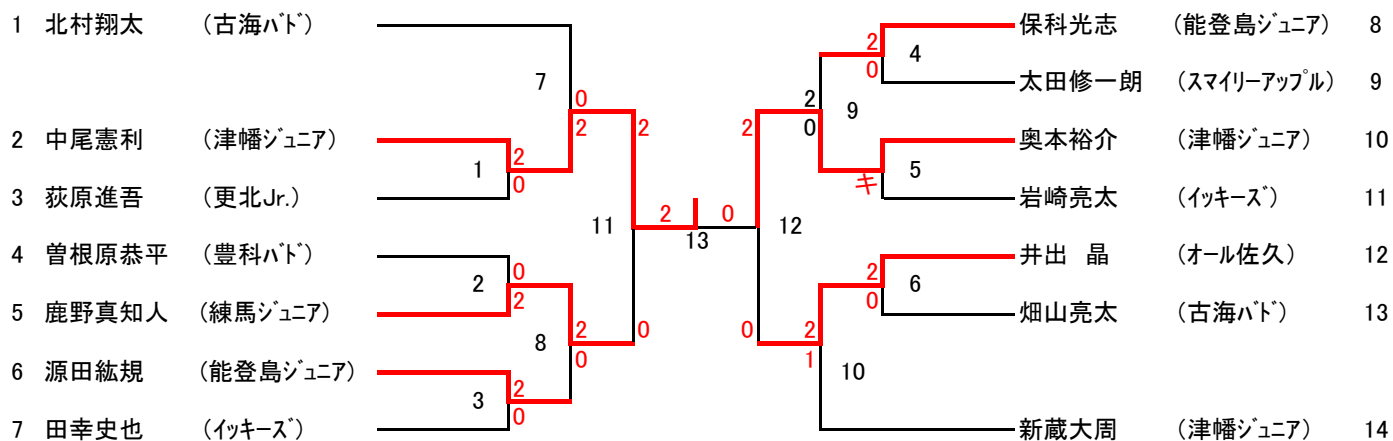 1 北村翔太 (古海バド)
2 中尾憲利 (津幡ジュニア)
3 荻原進吾 (更北Jr.)
4 曽根原恭平 (豊科バド)
5 鹿野真知人 (練馬ジュニア)
6 源田紘規 (能登島ジュニア)
7 田幸史也 (イッキーズ)
7
0
2
1
2
0
2
0
2
8
2
0
3
2
0
11
2
0
2
13
0
12
2
0
9
2
0
4
2
0
5
キ
6
2
0
10
2
1
保科光志 (能登島ジュニア) 8
太田修一朗 (スマイリーアップル) 9
奥本裕介 (津幡ジュニア) 10
岩崎亮太 (イッキーズ) 11
井出 晶 (オール佐久) 12
畑山亮太 (古海バド) 13
新蔵大周 (津幡ジュニア) 14